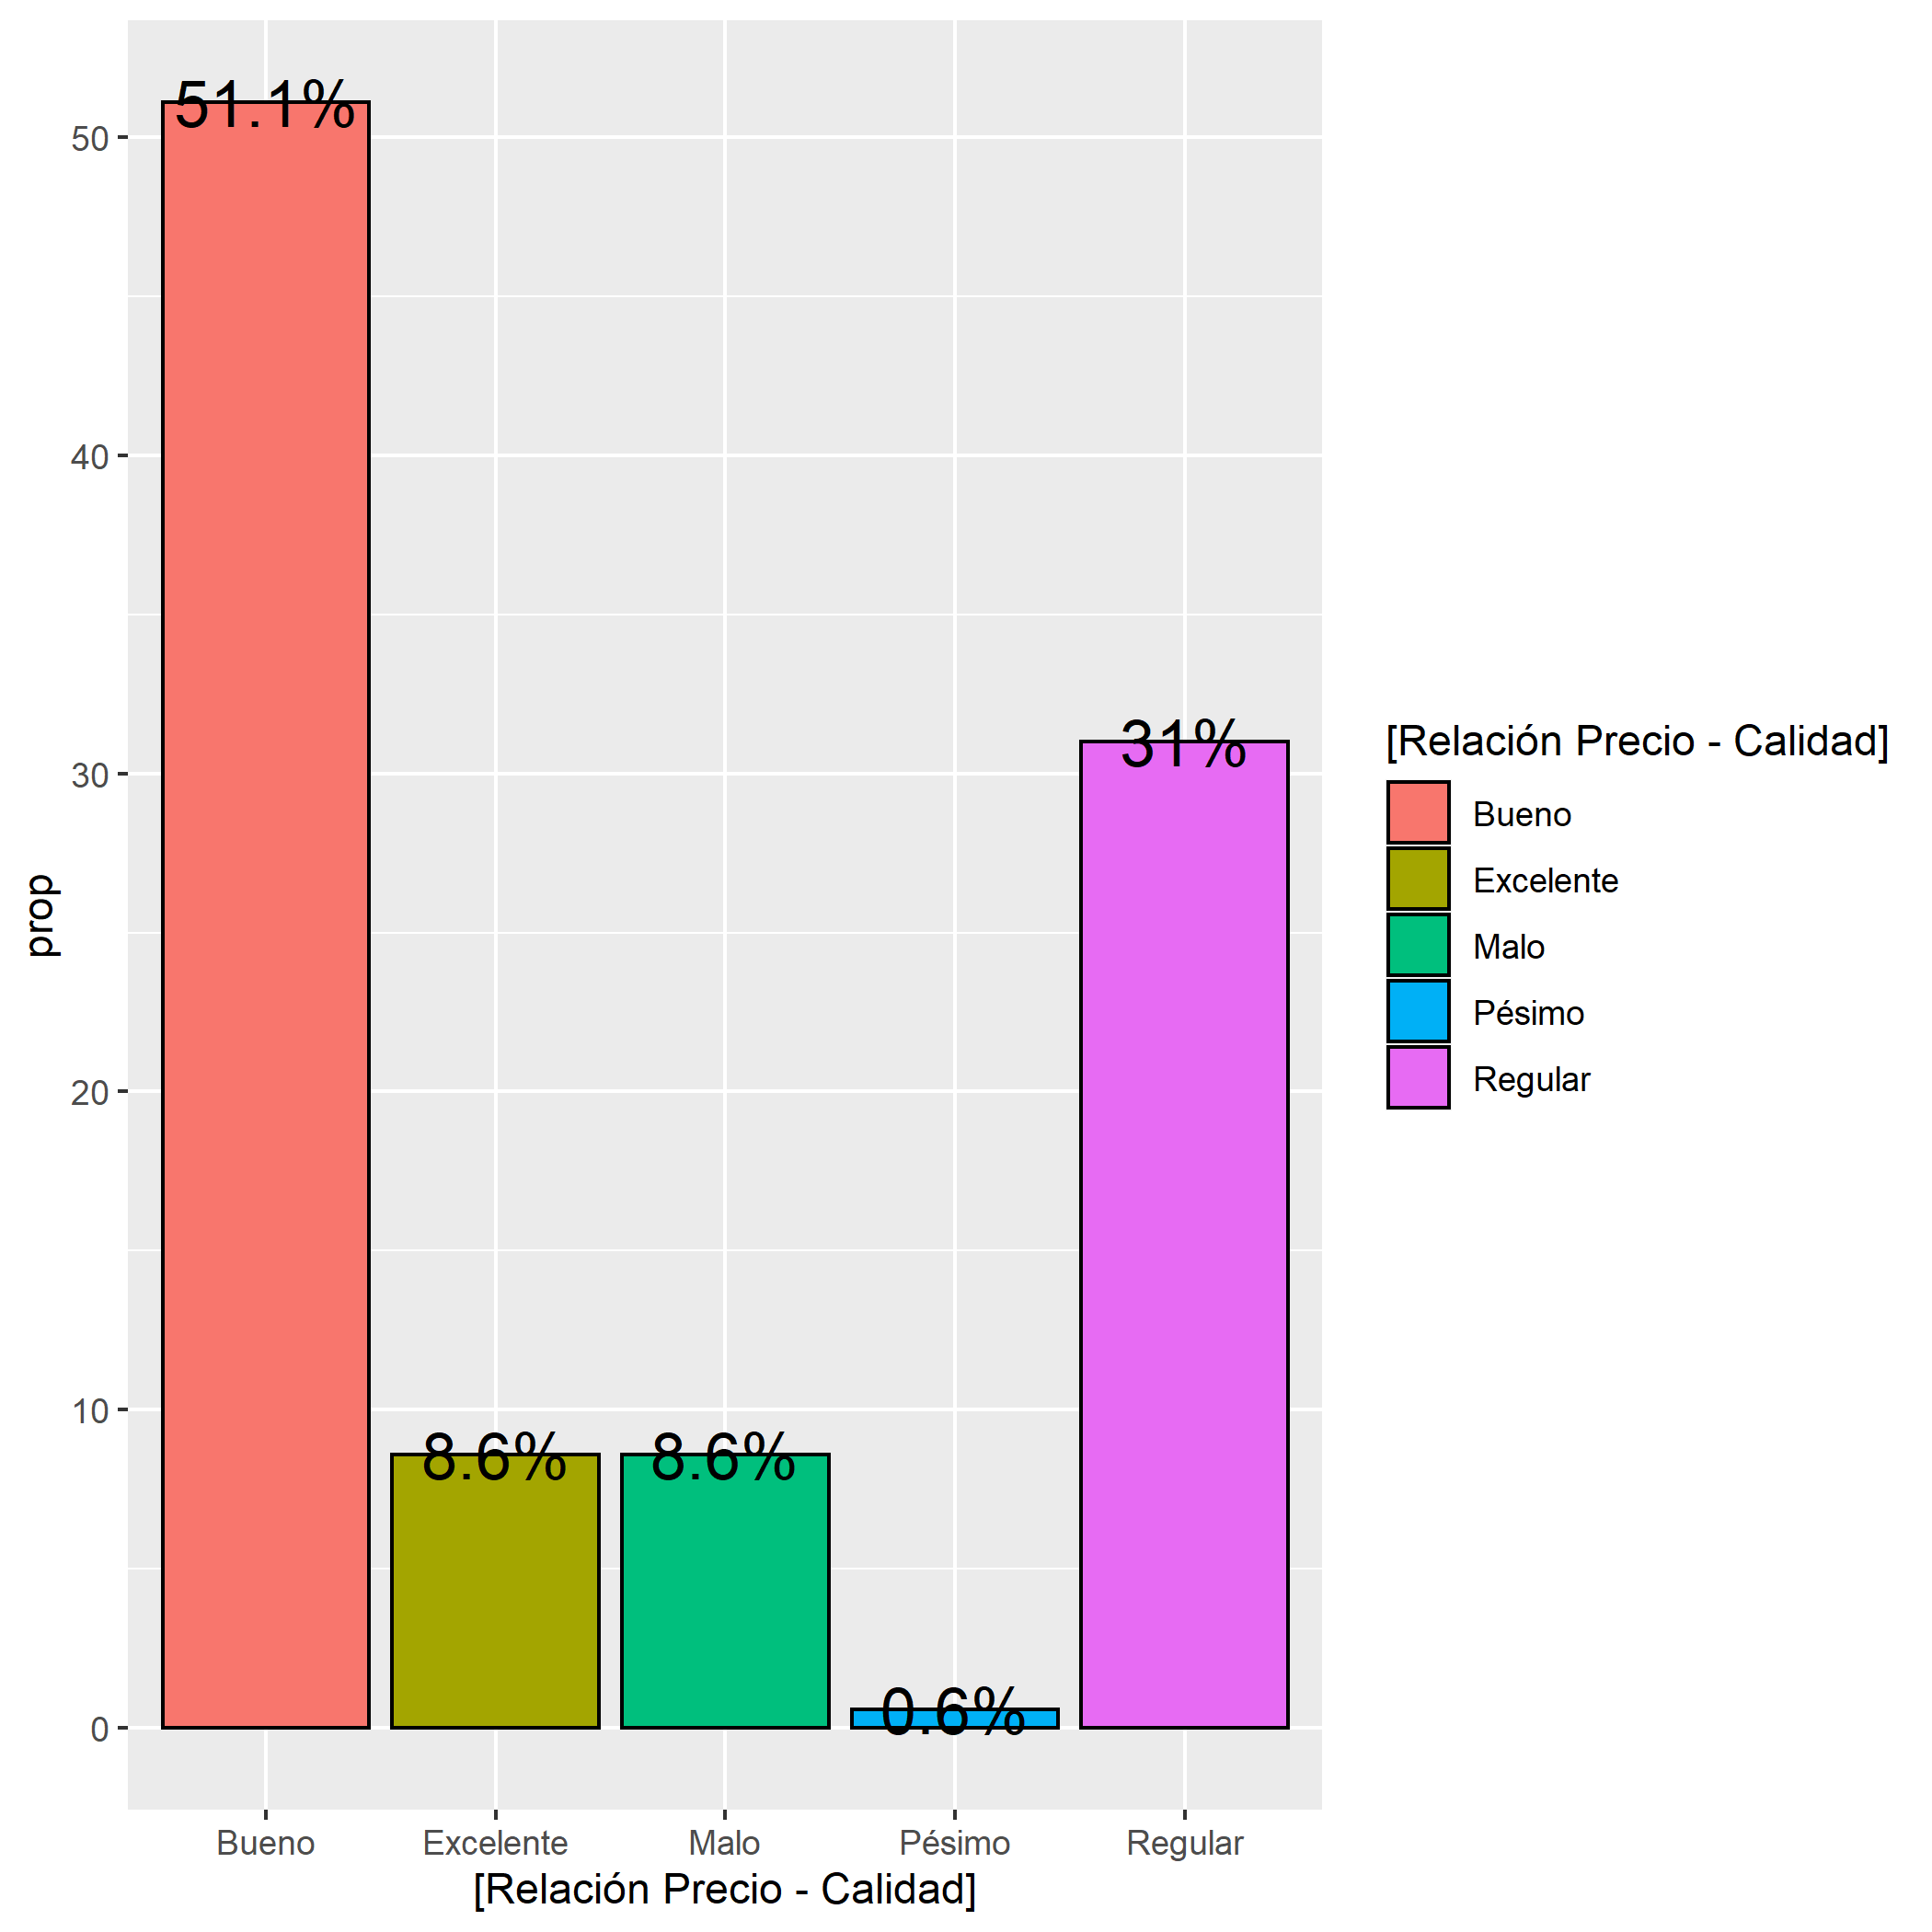 51.1%
50
40
31%
30
20
10
8.6% 8.6%
0.6%
0
prop
Bueno Excelente Malo Pésimo Regular
[Relación Precio - Calidad]
[Relación Precio - Calidad]
Bueno
Excelente
Malo
Pésimo
Regular